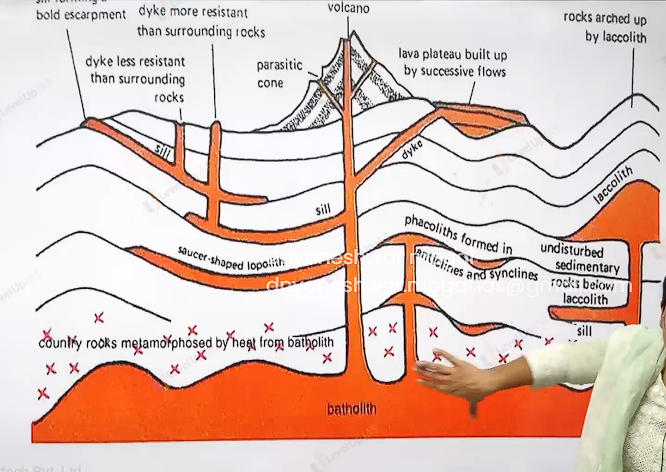 bold escarpment
dyke more resistant
than surrounding rocks
volcano
rocks arched up
by laccolith
dyke less resistant
than surrounding
rocks
parasitic
cone
lava plateau built up
by successive flows
sill
dyke
laccolith
sill
phacoliths formed in
anticlines and synclines
saucer-shaped lopolith
undisturbed
sedimentary
rocks below
laccolith
sill
country rocks metamorphosed by heat from batholith
batholith